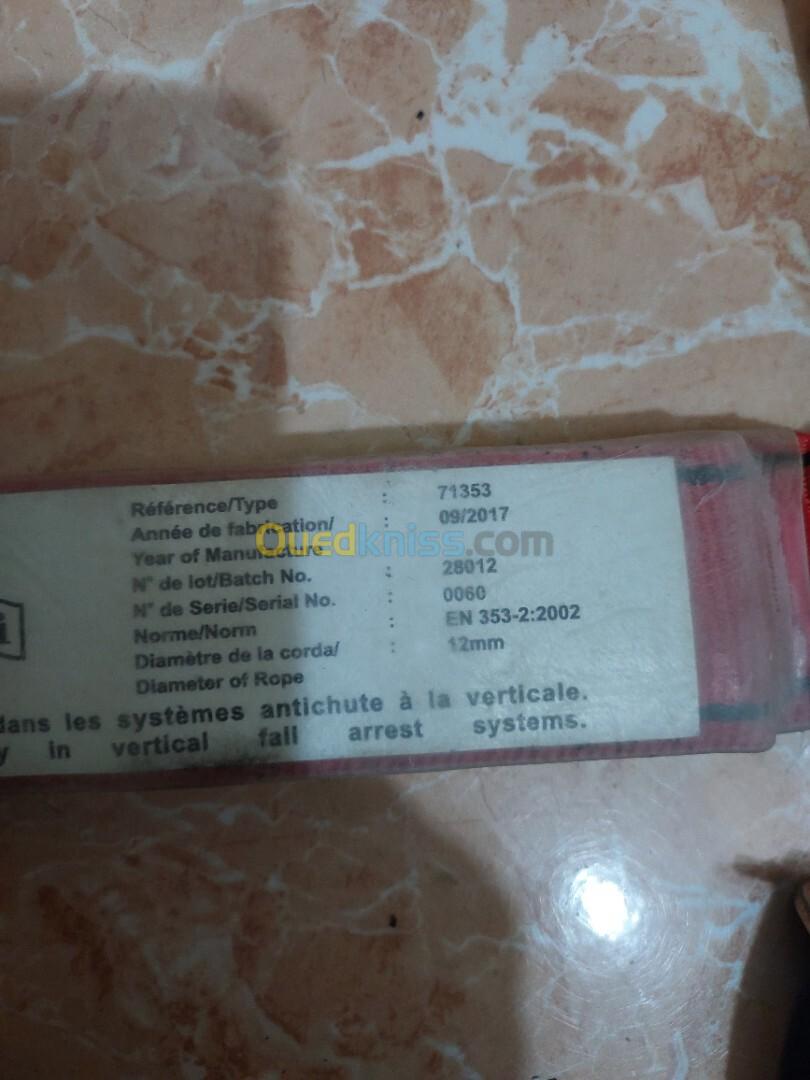 Référence/Type : 71353
Année de fabrication/ : 09/2017
Year of Manufacture
N° de lot/Batch No. : 28012
N° de Serie/Serial No. : 0060
Norme/Norm : EN 353-2:2002
Diamètre de la corda/ : 12mm
Diameter of Rope
dans les systèmes antichute à la verticale.
y in vertical fall arrest systems.
i
Ouedkniss.com